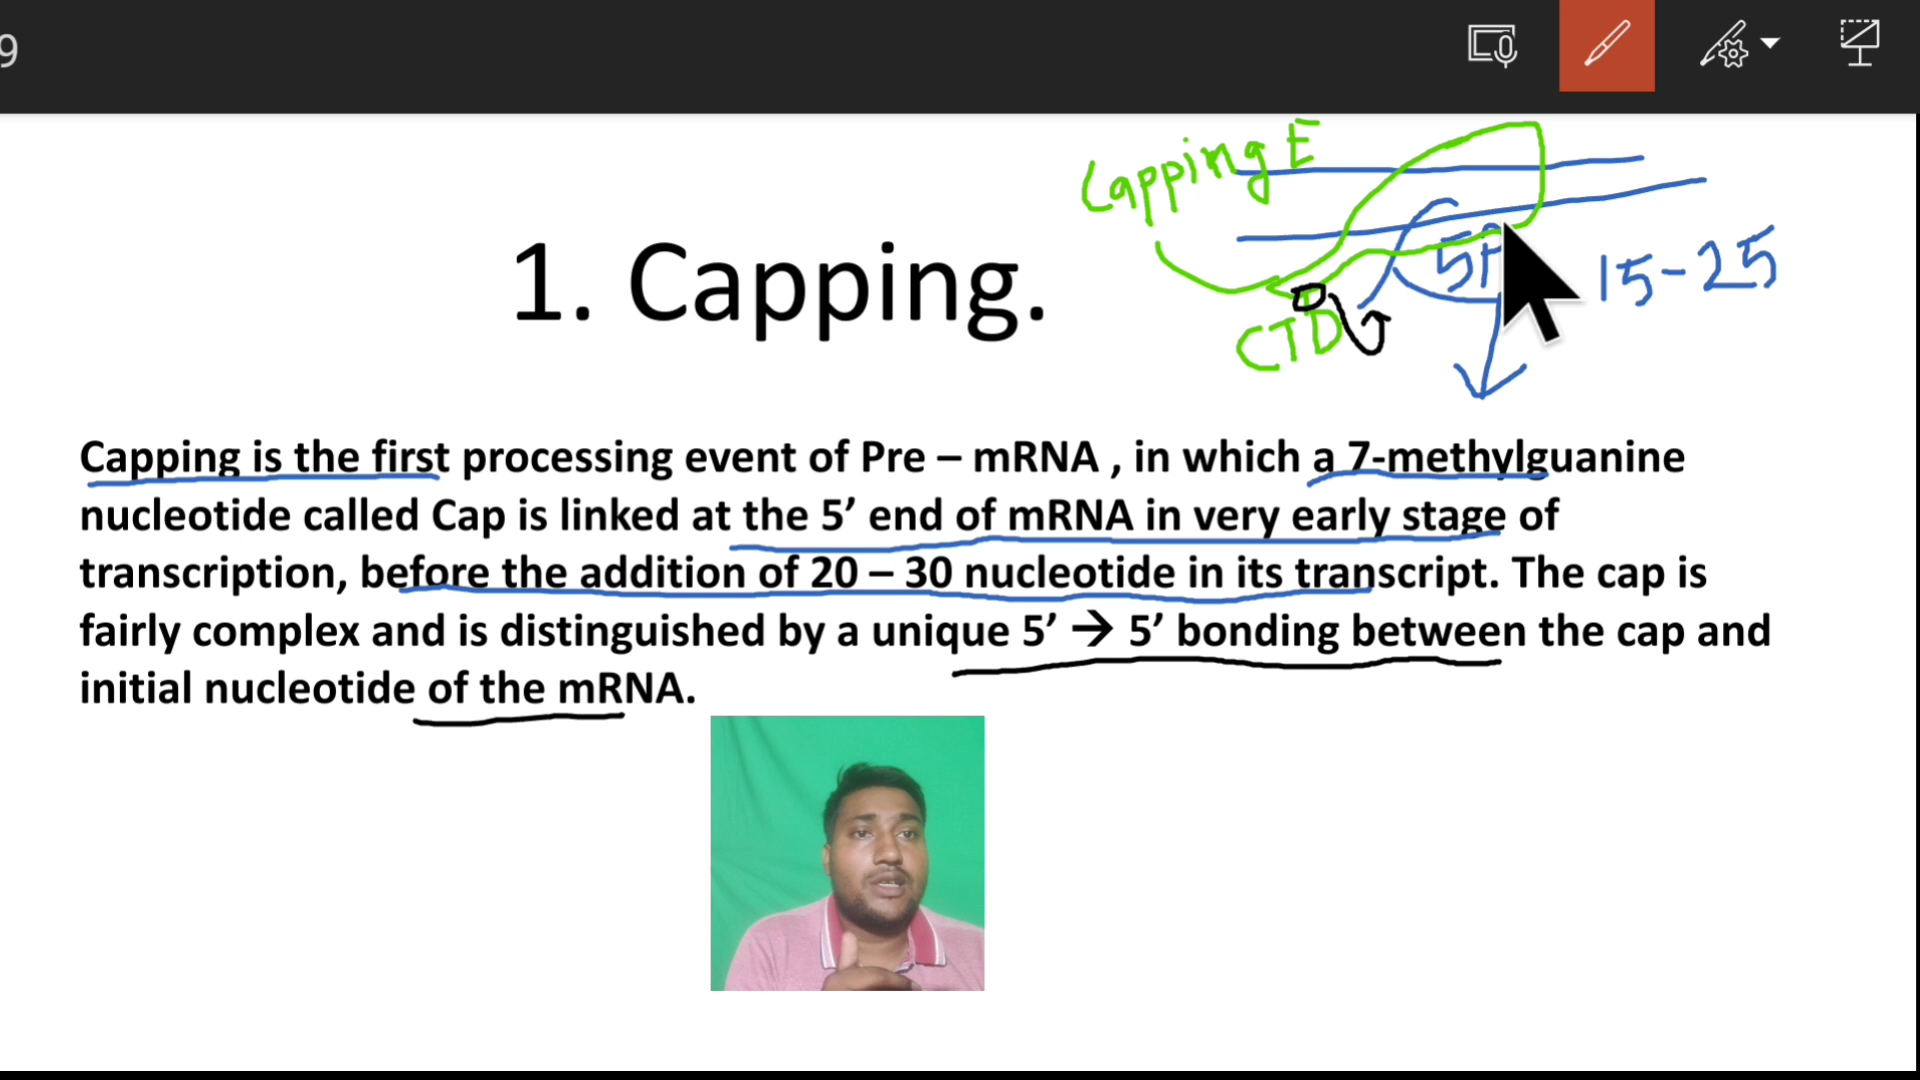 9
Capping E
1. Capping.
15-25
CTD
Capping is the first processing event of Pre – mRNA , in which a 7-methylguanine
nucleotide called Cap is linked at the 5’ end of mRNA in very early stage of
transcription, before the addition of 20 – 30 nucleotide in its transcript. The cap is
fairly complex and is distinguished by a unique 5’ → 5’ bonding between the cap and
initial nucleotide of the mRNA.